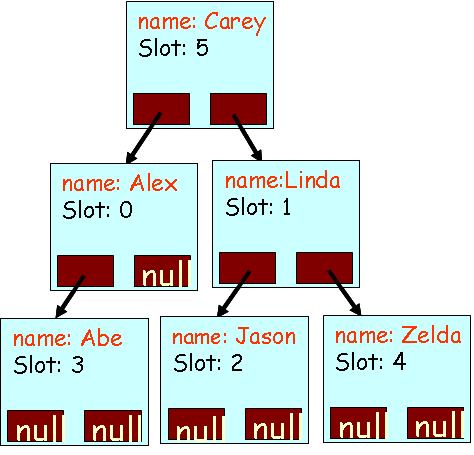 name: Carey
Slot: 5
name: Alex
Slot: 0
null
name:Linda
Slot: 1
name: Abe
Slot: 3
null null
name: Jason
Slot: 2
null null
name: Zelda
Slot: 4
null null